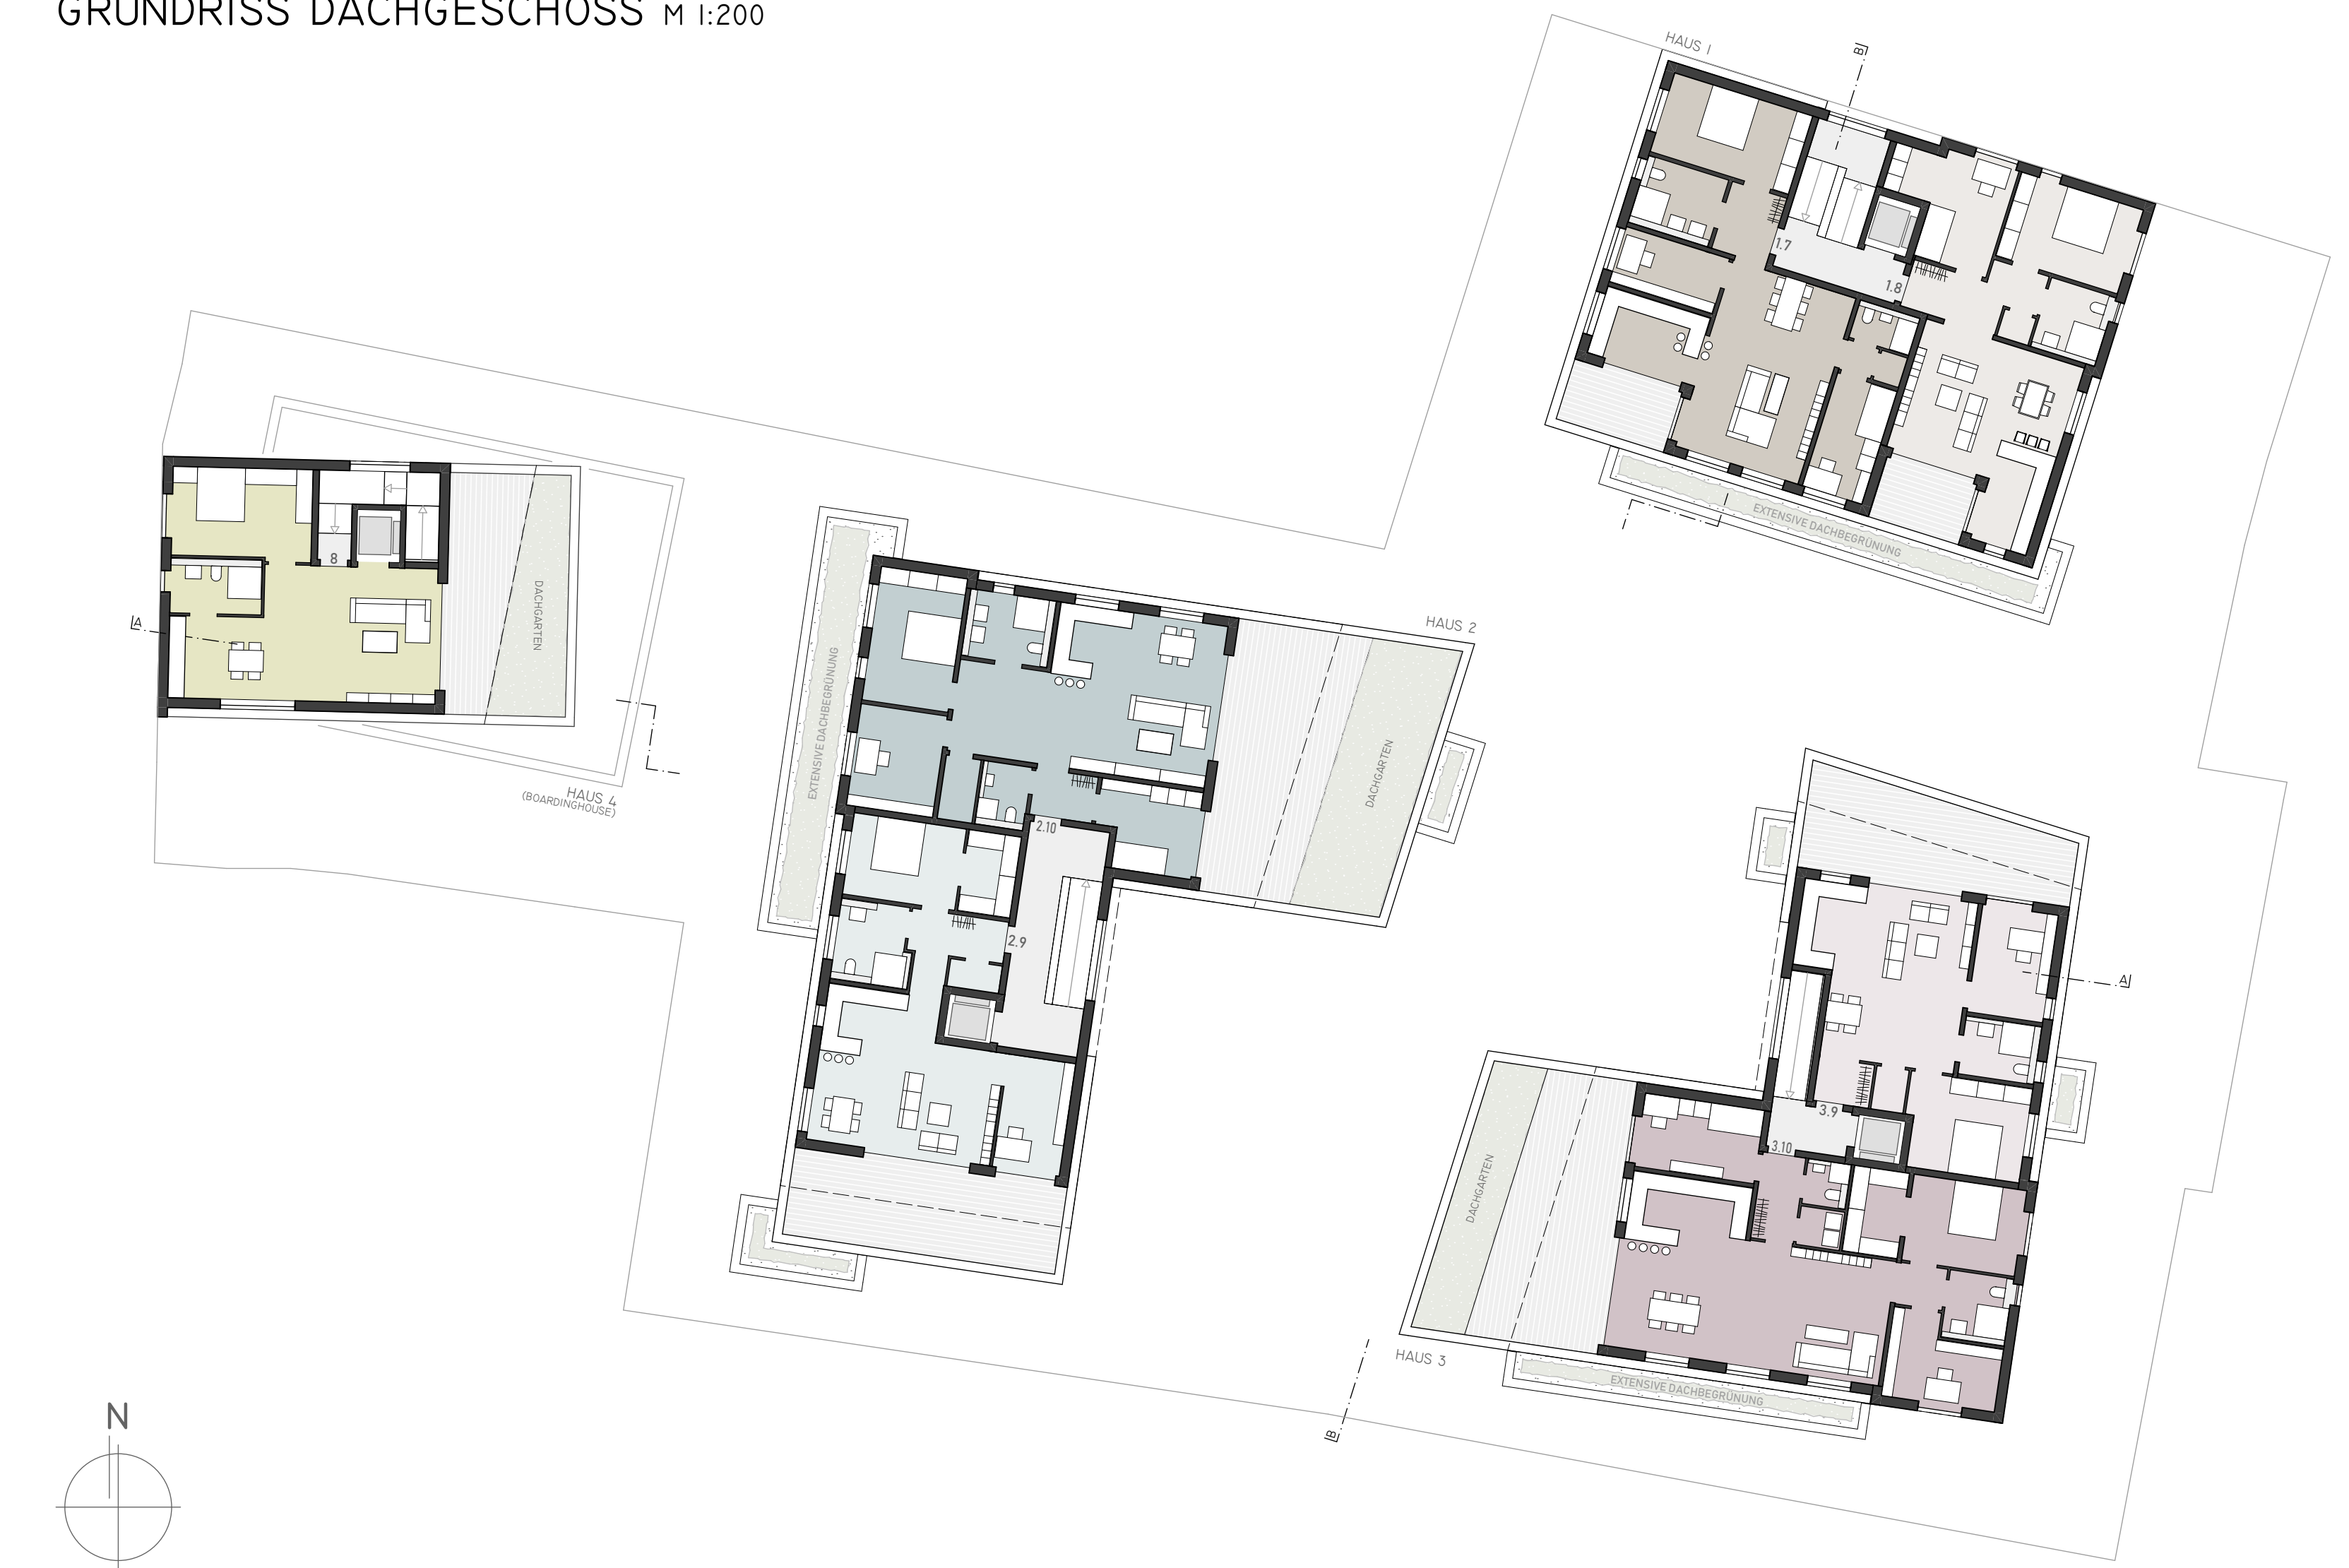 GRUNDRISS DACHGESCHOSS M 1:200
HAUS 1
B
1.7
1.8
EXTENSIVE DACHBEGRÜNUNG
8
DACHGARTEN
A
HAUS 4
(BOARDINGHOUSE)
HAUS 2
EXTENSIVE DACHBEGRÜNUNG
DACHGARTEN
2.10
2.9
A
3.9
3.10
DACHGARTEN
HAUS 3
EXTENSIVE DACHBEGRÜNUNG
B
N